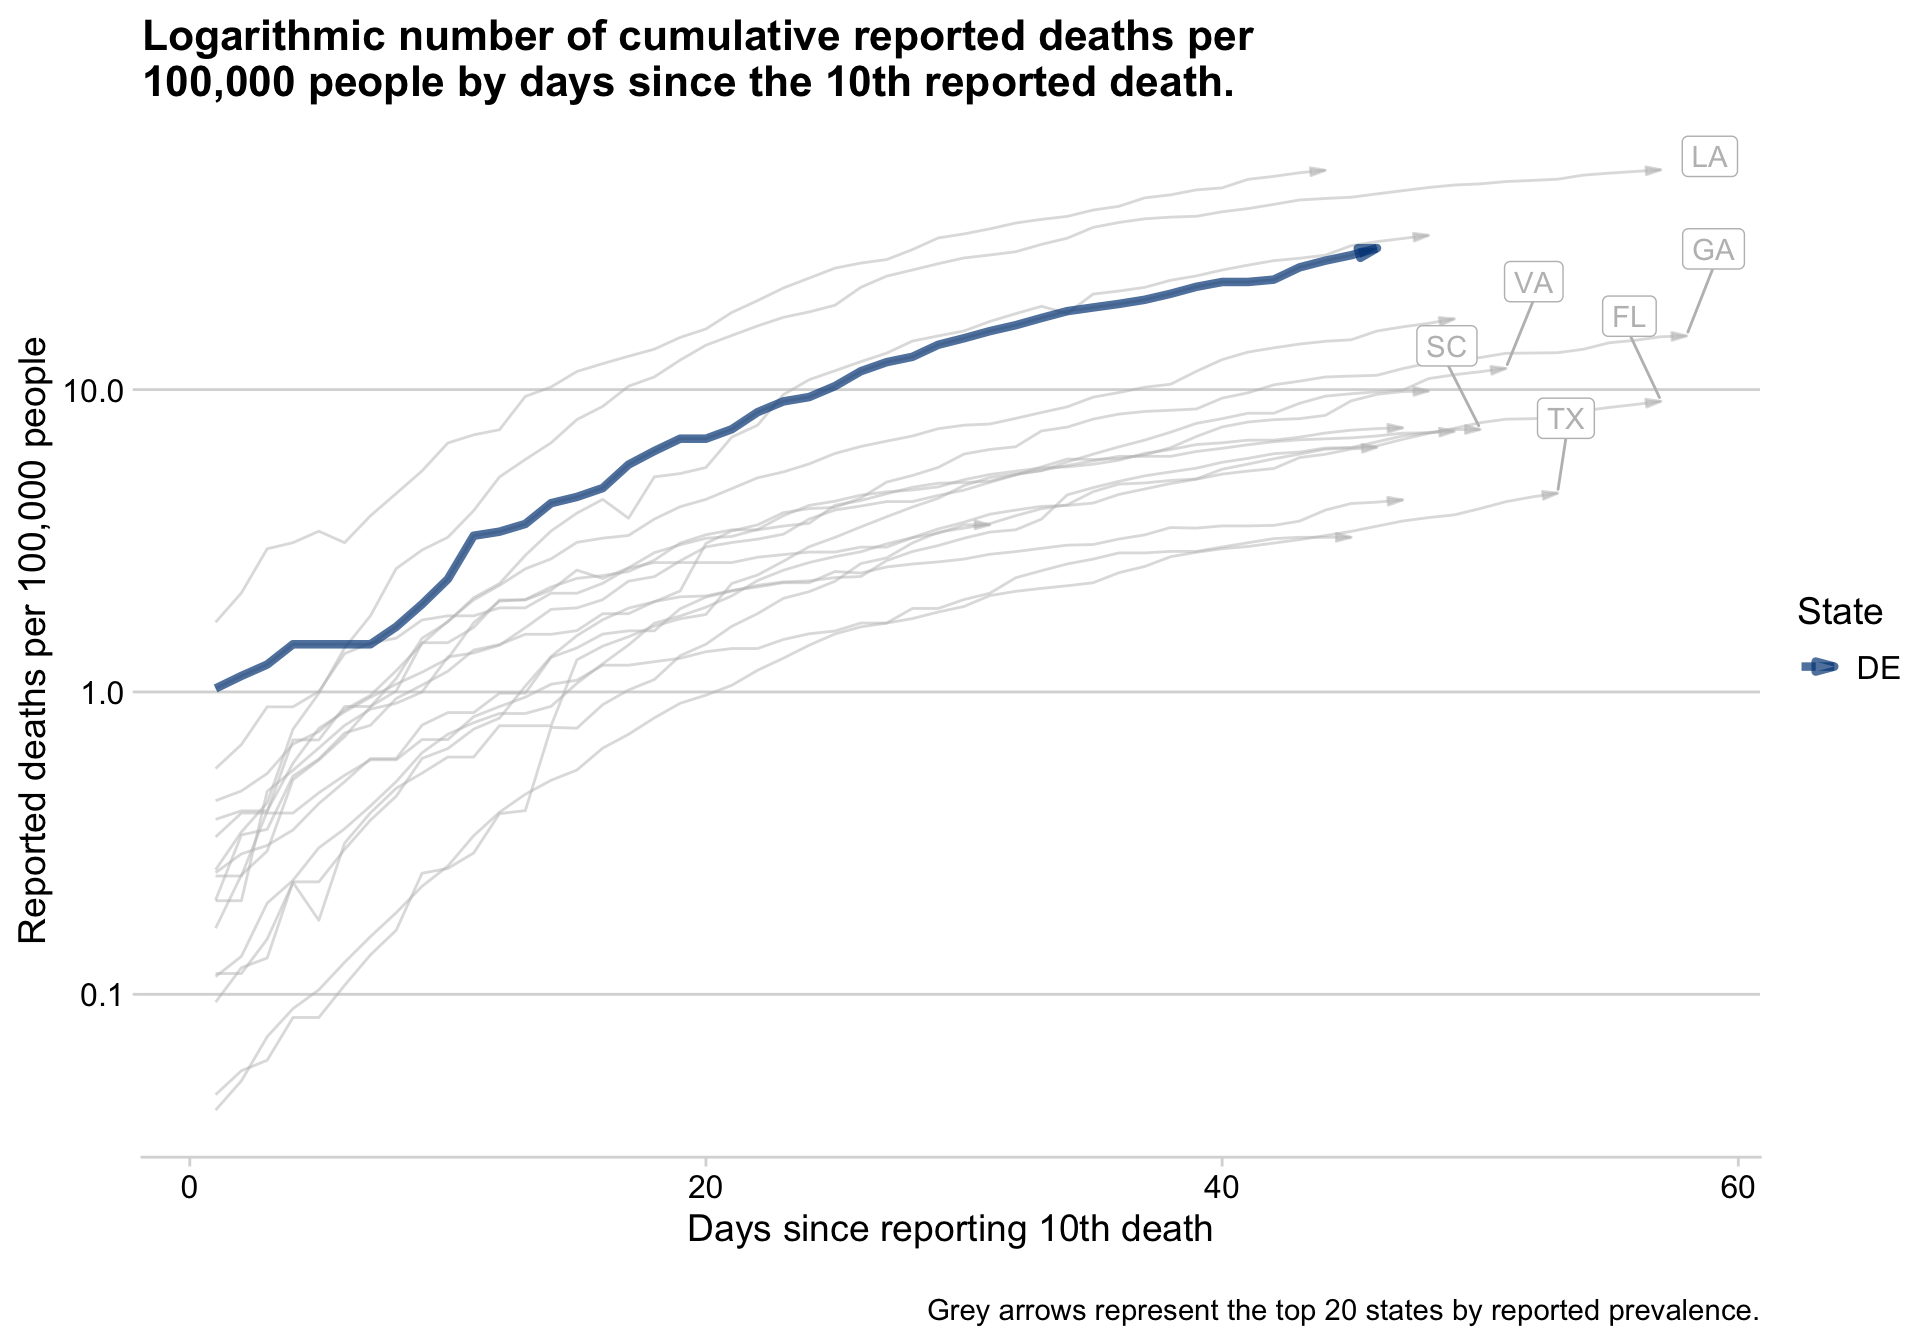 Logarithmic number of cumulative reported deaths per
100,000 people by days since the 10th reported death.
LA
GA
VA
FL
SC
TX
Reported deaths per 100,000 people
10.0
1.0
0.1
State
DE
0
20
40
60
Days since reporting 10th death
Grey arrows represent the top 20 states by reported prevalence.